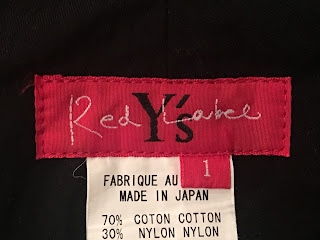 Red Y's Label
1
FABRIQUE AU
MADE IN JAPAN
70% COTON COTTON
30% NYLON NYLON